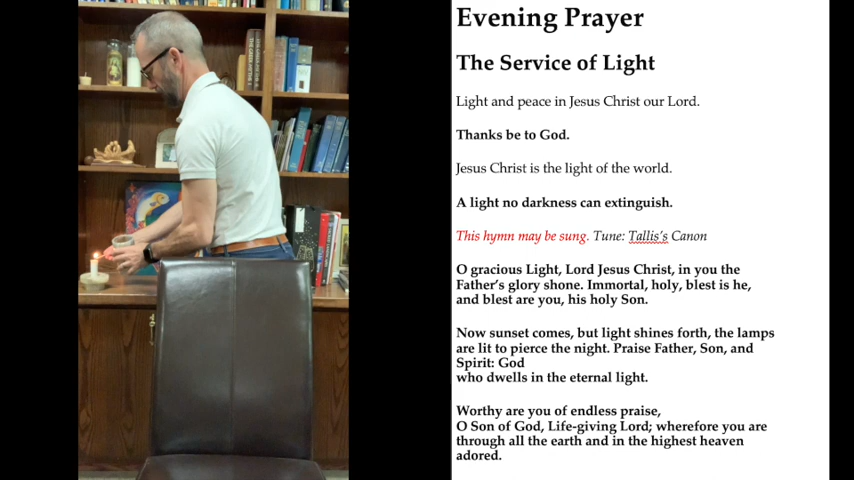 Evening Prayer
The Service of Light
Light and peace in Jesus Christ our Lord.
Thanks be to God.
Jesus Christ is the light of the world.
A light no darkness can extinguish.
This hymn may be sung. Tune: Tallis's Canon
O gracious Light, Lord Jesus Christ, in you the
Father's glory shone. Immortal, holy, blest is he,
and blest are you, his holy Son.
Now sunset comes, but light shines forth, the lamps
are lit to pierce the night. Praise Father, Son, and
Spirit: God
who dwells in the eternal light.
Worthy are you of endless praise,
O Son of God, Life-giving Lord; wherefore you are
through all the earth and in the highest heaven
adored.